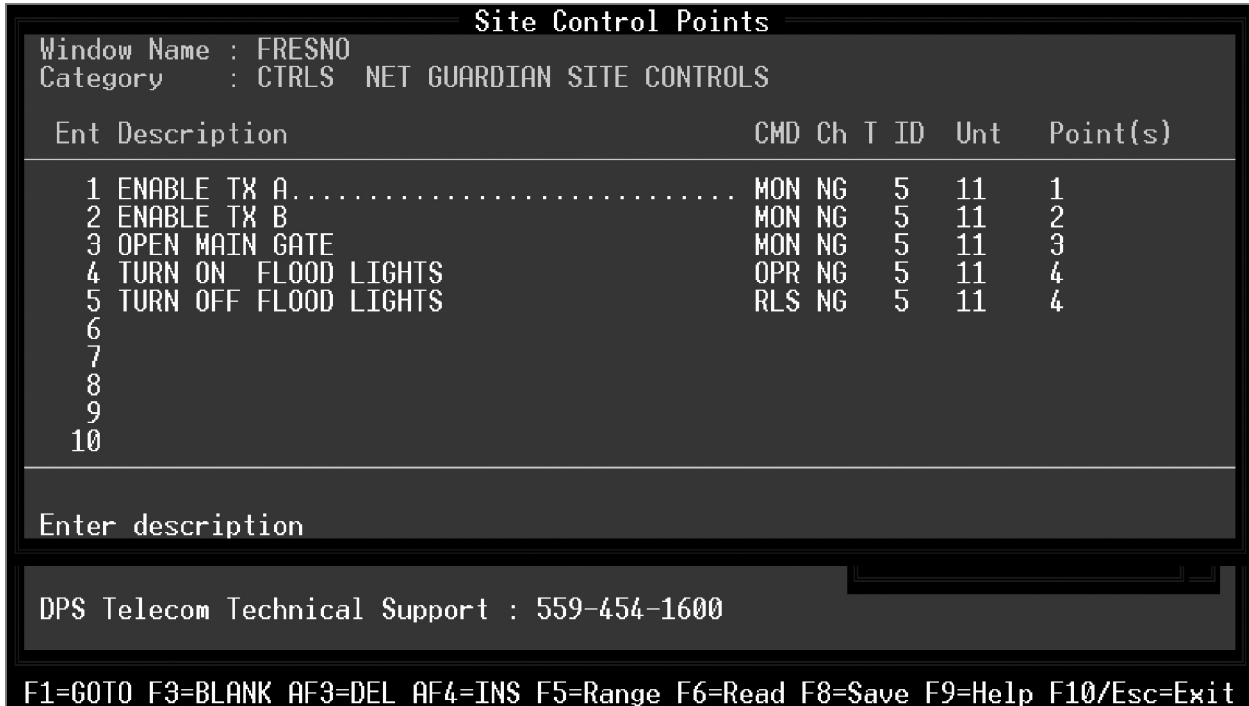 Site Control Points
Window Name : FRESNO
Category    : CTRLS  NET GUARDIAN SITE CONTROLS
Ent Description CMD Ch T ID Unt Point(s)
1 ENABLE TX A............................. MON NG 5 11 1
2 ENABLE TX B MON NG 5 11 2
3 OPEN MAIN GATE MON NG 5 11 3
4 TURN ON  FLOOD LIGHTS OPR NG 5 11 4
5 TURN OFF FLOOD LIGHTS RLS NG 5 11 4
6
7
8
9
10
Enter description
DPS Telecom Technical Support : 559-454-1600
F1=GOTO F3=BLANK AF3=DEL AF4=INS F5=Range F6=Read F8=Save F9=Help F10/Esc=Exit